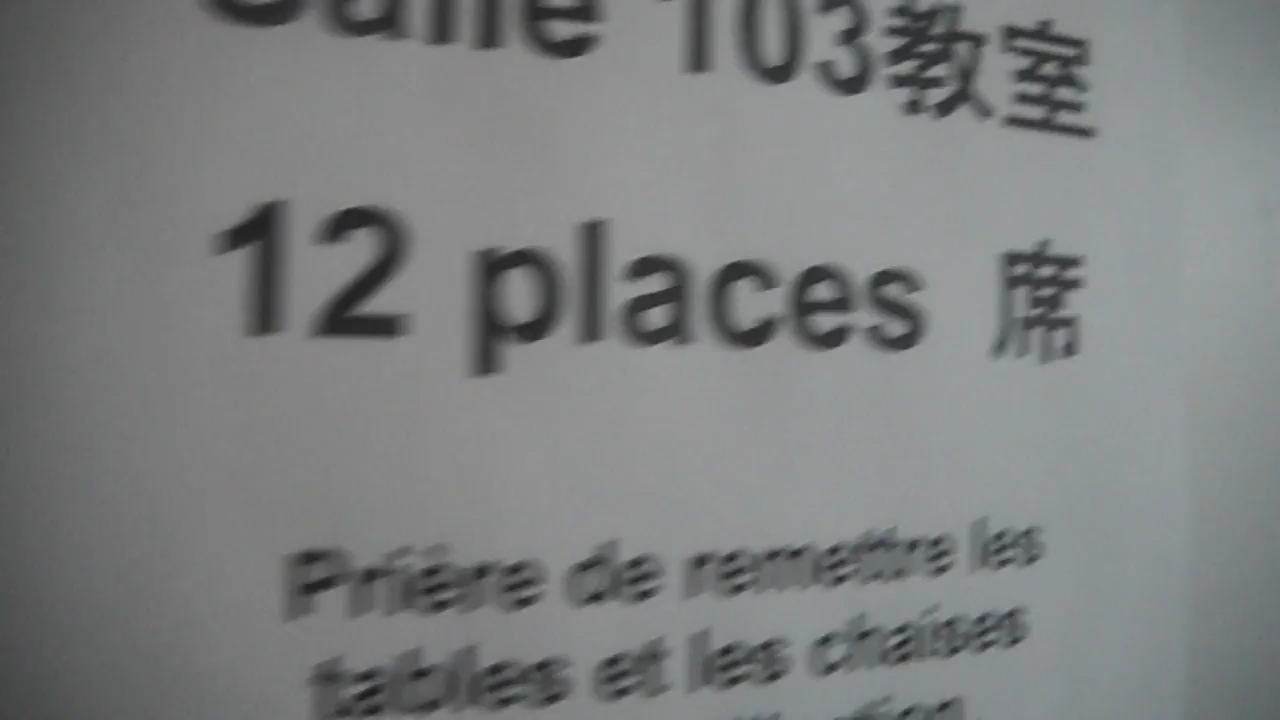 Salle 103教室
12 places 席
Prière de remettre les
tables et les chaises